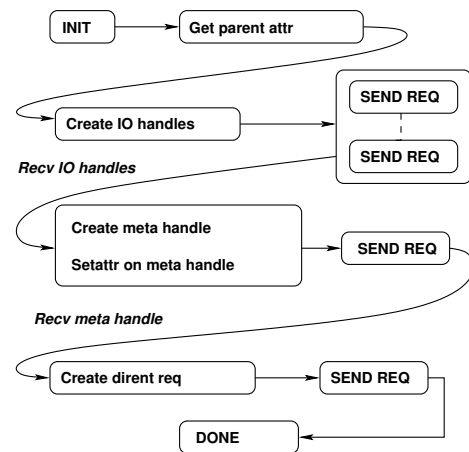 INIT
Get parent attr
SEND REQ
Create IO handles
SEND REQ
Recv IO handles
Create meta handle
SEND REQ
Setattr on meta handle
Recv meta handle
Create dirent req
SEND REQ
DONE